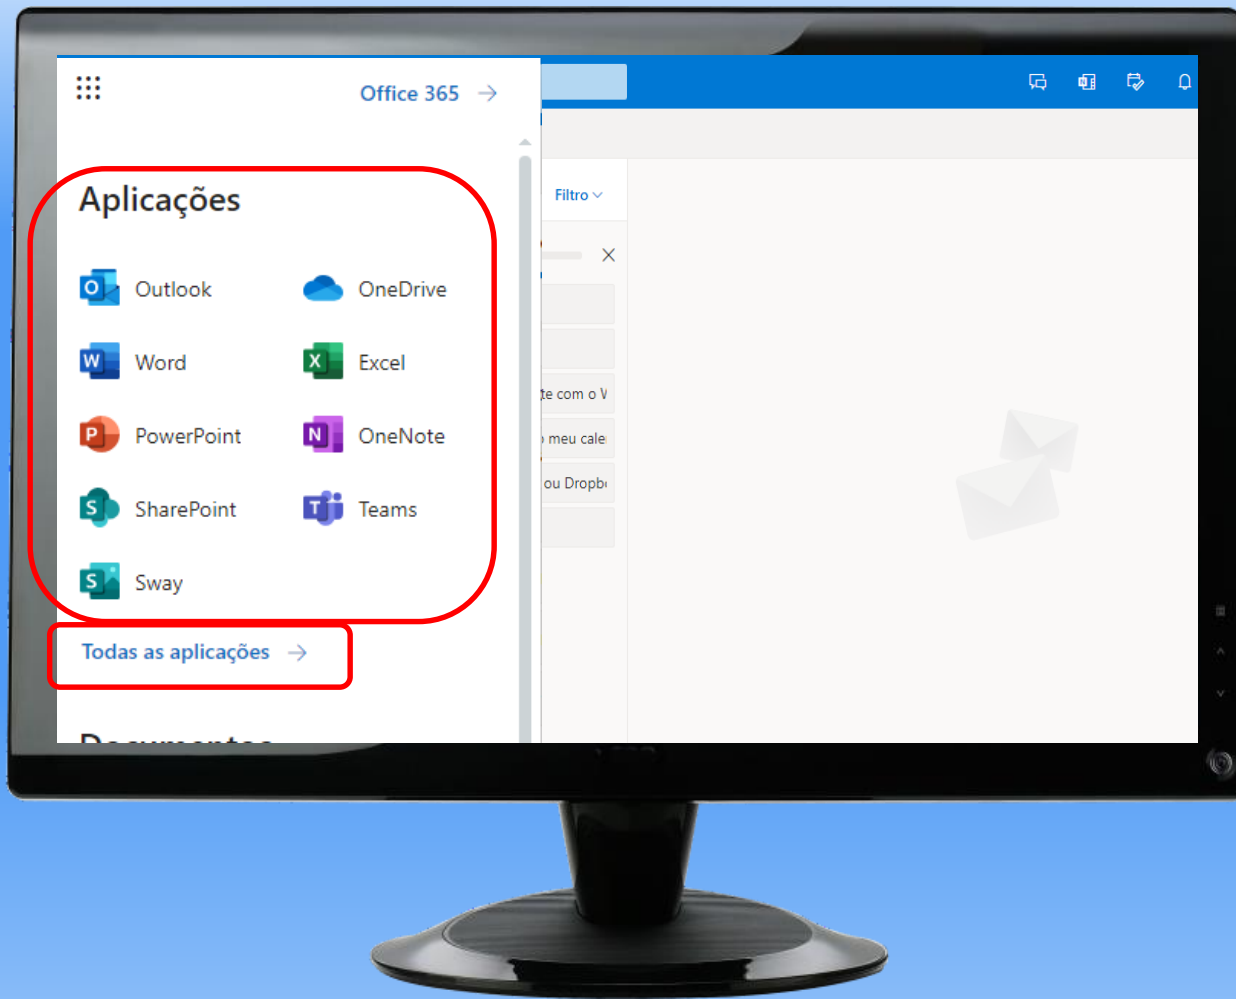 Office 365
Aplicações
Outlook
OneDrive
Word
Excel
PowerPoint
OneNote
SharePoint
Teams
Sway
Todas as aplicações
Documentos
Filtro
te com o V
meu cale
ou Dropb